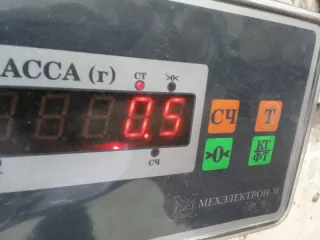 АССА (г)
СТ >0<
0.5
СЧ
СЧ Т
>0< КГ ФТ
МЕХЭЛЕКТРОН-М